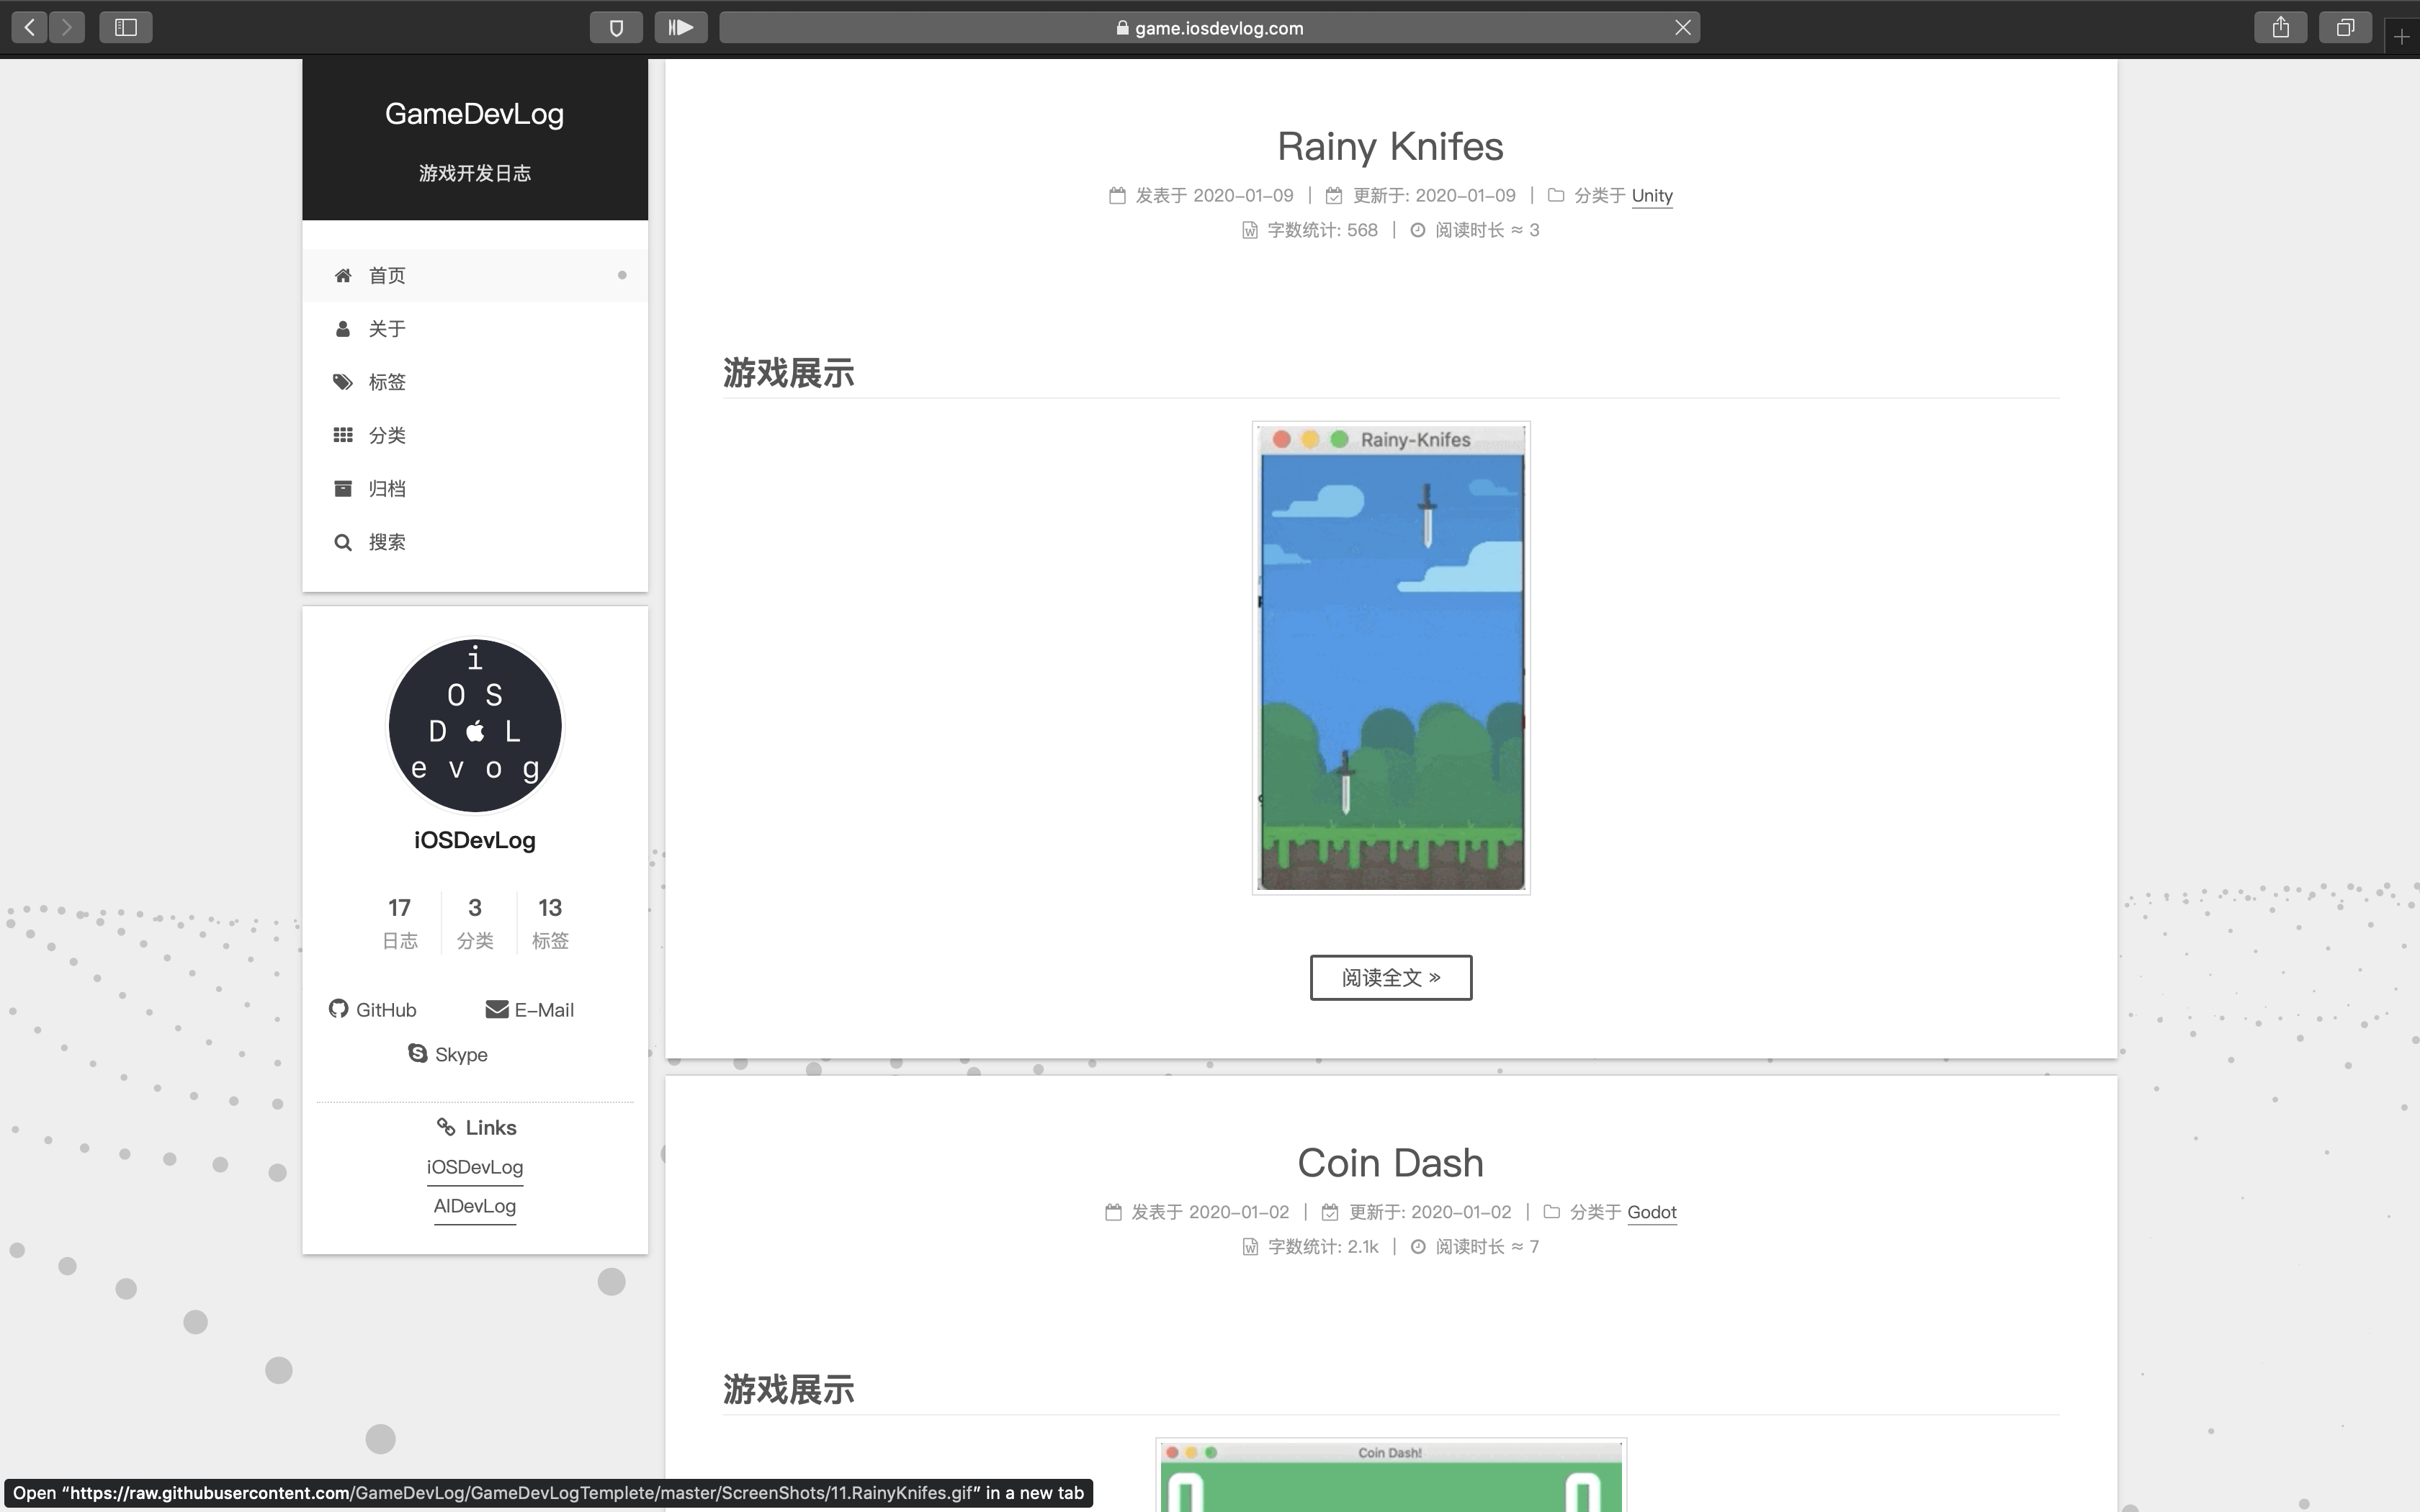 game.iosdevlog.com
GameDevLog
游戏开发日志
首页
关于
标签
分类
归档
搜索
i
O S
D L
e v o g
iOSDevLog
17 3 13
日志 分类 标签
GitHub E-Mail
Skype
Links
iOSDevLog
AIDevLog
Rainy Knifes
发表于 2020-01-09 | 更新于: 2020-01-09 | 分类于 Unity
字数统计: 568 | 阅读时长 ≈ 3
游戏展示
Rainy-Knifes
阅读全文 »
Coin Dash
发表于 2020-01-02 | 更新于: 2020-01-02 | 分类于 Godot
字数统计: 2.1k | 阅读时长 ≈ 7
游戏展示
Coin Dash!
Open “https://raw.githubusercontent.com/GameDevLog/GameDevLogTemplete/master/ScreenShots/11.RainyKnifes.gif” in a new tab